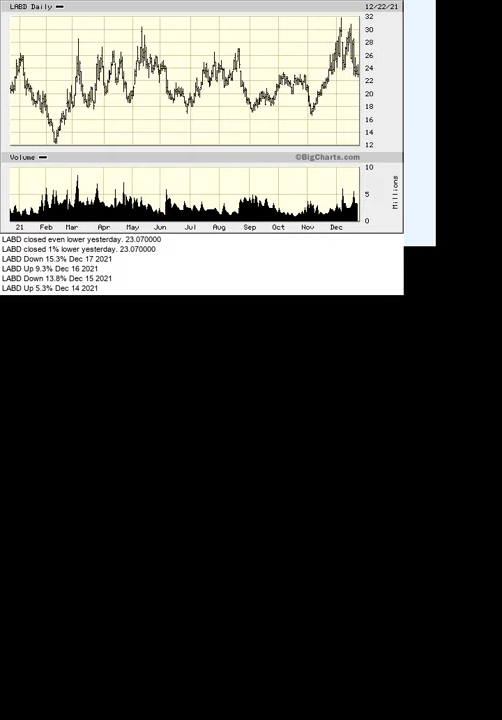 LABD Daily 12/22/21
32
30
28
26
24
22
20
18
16
14
12
Volume ©BigCharts.com
10
5
0
Millions
21 Feb Mar Apr May Jun Jul Aug Sep Oct Nov Dec
LABD closed even lower yesterday. 23.070000
LABD closed 1% lower yesterday. 23.070000
LABD Down 15.3% Dec 17 2021
LABD Up 9.3% Dec 16 2021
LABD Down 13.8% Dec 15 2021
LABD Up 5.3% Dec 14 2021